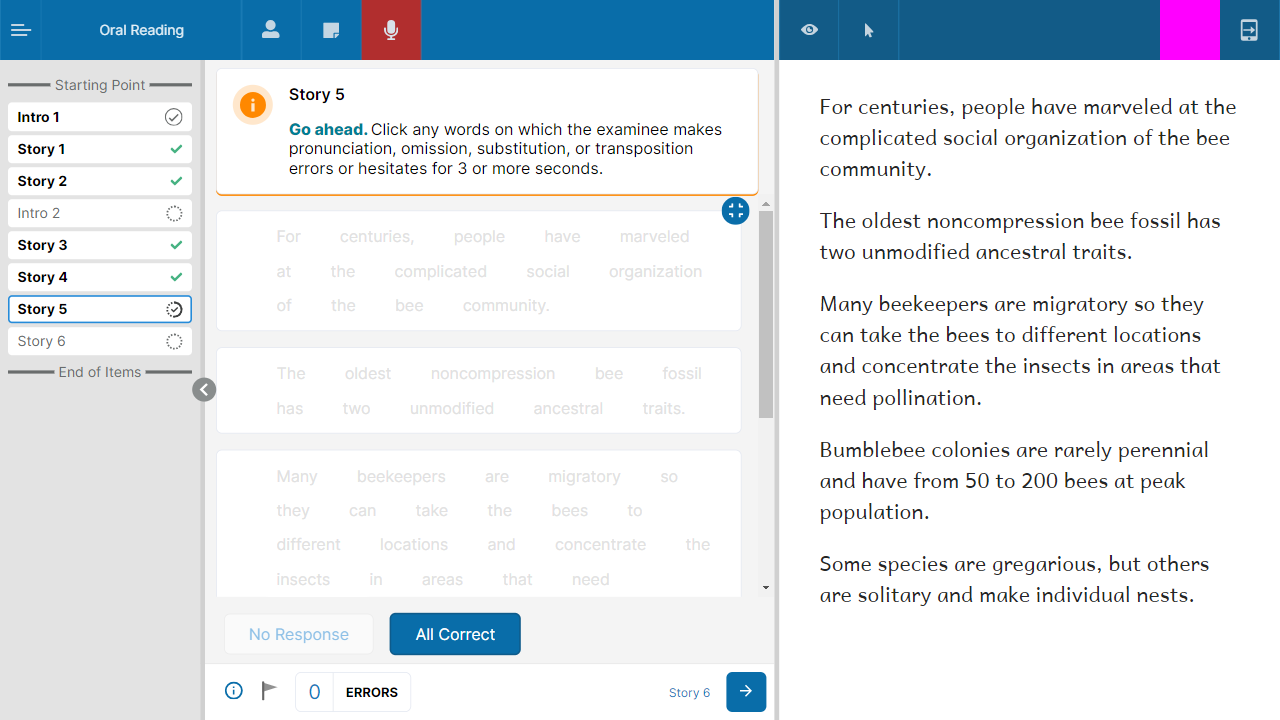 Oral Reading
Starting Point
Intro 1
Story 1
Story 2
Intro 2
Story 3
Story 4
Story 5
Story 6
End of Items
Story 5
Go ahead. Click any words on which the examinee makes
pronunciation, omission, substitution, or transposition
errors or hesitates for 3 or more seconds.
For centuries, people have marveled
at the complicated social organization
of the bee community.
The oldest noncompression bee fossil
has two unmodified ancestral traits.
Many beekeepers are migratory so
they can take the bees to
different locations and concentrate the
insects in areas that need
No Response
All Correct
0 ERRORS
Story 6
For centuries, people have marveled at the
complicated social organization of the bee
community.
The oldest noncompression bee fossil has
two unmodified ancestral traits.
Many beekeepers are migratory so they
can take the bees to different locations
and concentrate the insects in areas that
need pollination.
Bumblebee colonies are rarely perennial
and have from 50 to 200 bees at peak
population.
Some species are gregarious, but others
are solitary and make individual nests.